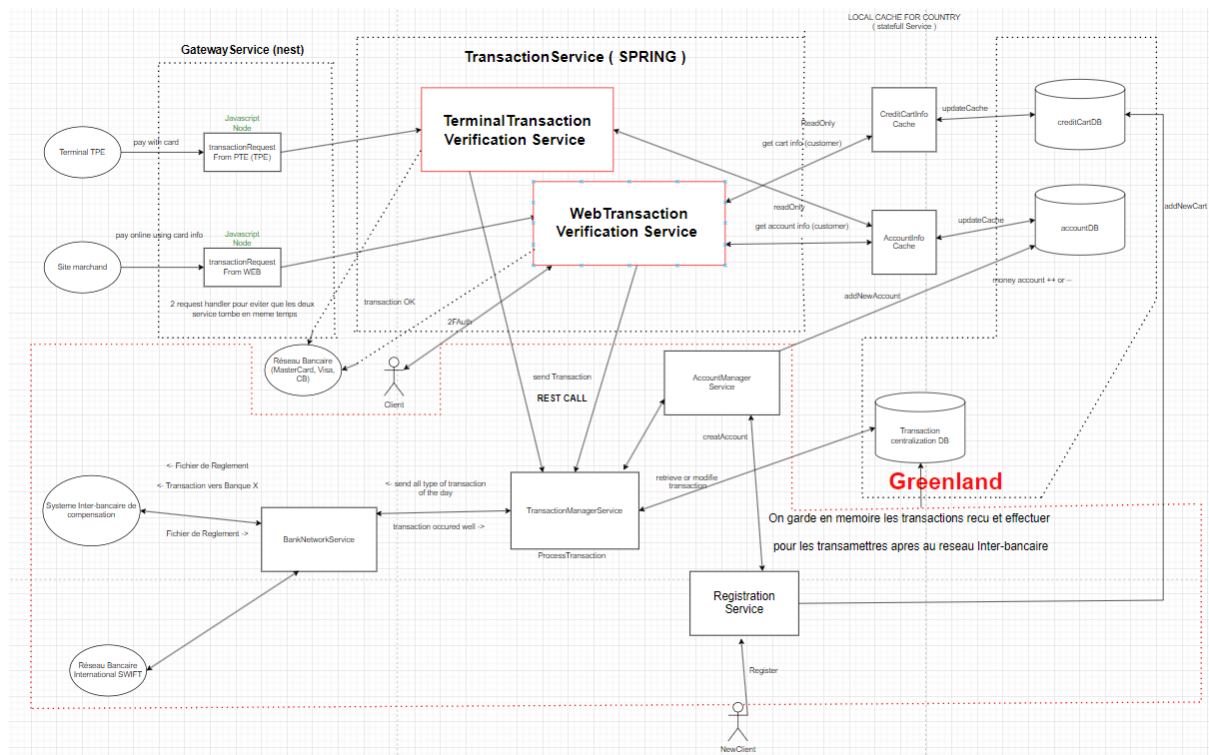 LOCAL CACHE FOR COUNTRY
( statefull Service )
GatewayService (nest)
TransactionService ( SPRING )
Terminal TPE
pay with card
Javascript
Node
transactionRequest
From PTE (TPE)
TerminalTransaction
Verification Service
ReadOnly
get cart info (customer)
CreditCartInfo
Cache
updateCache
creditCartDB
addNewCart
Site marchand
pay online using card info
Javascript
Node
transactionRequest
From WEB
WebTransaction
Verification Service
readOnly
get account info (customer)
AccountInfo
Cache
updateCache
accountDB
2 request handler pour eviter que les deux
service tombe en meme temps
transaction OK
2FAuth
addNewAccount
money account ++ or --
Réseau Bancaire
(MasterCard, Visa,
CB)
Client
send Transaction
REST CALL
AccountManager
Service
creatAccount
Transaction
centralization DB
retrieve or modifie
transaction
Greenland
On garde en memoire les transactions recu et effectuer
pour les transamettres apres au reseau Inter-bancaire
<- Fichier de Reglement
<- Transaction vers Banque X
Systeme Inter-bancaire de
compensation
Fichier de Reglement ->
BankNetworkService
<- send all type of transaction
of the day
transaction occured well ->
TransactionManagerService
ProcessTransaction
Registration
Service
Réseau Bancaire
International SWIFT
Register
NewClient